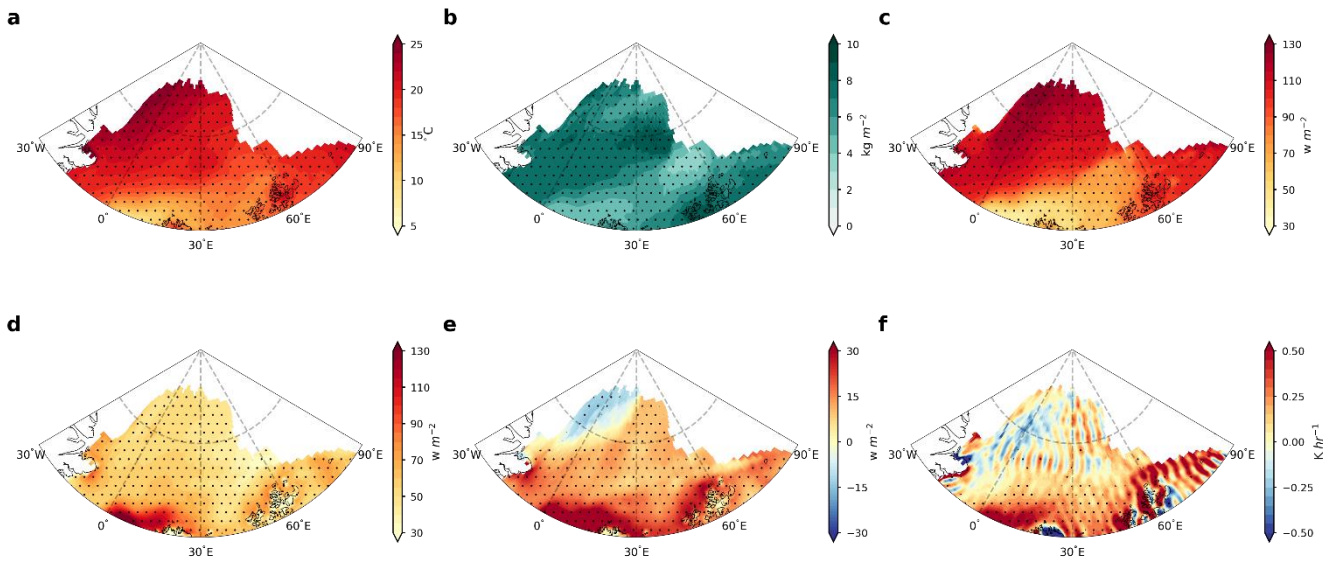 a b c
25
20
15
10
5
°C
30°W 0° 30°E 60°E 90°E
10
8
6
4
2
0
kg m⁻²
30°W 0° 30°E 60°E 90°E
130
110
90
70
50
30
w m⁻²
30°W 0° 30°E 60°E 90°E
d e f
130
110
90
70
50
30
w m⁻²
30°W 0° 30°E 60°E 90°E
30
15
0
−15
−30
w m⁻²
30°W 0° 30°E 60°E 90°E
0.50
0.25
0.00
−0.25
−0.50
K hr⁻¹
30°W 0° 30°E 60°E 90°E